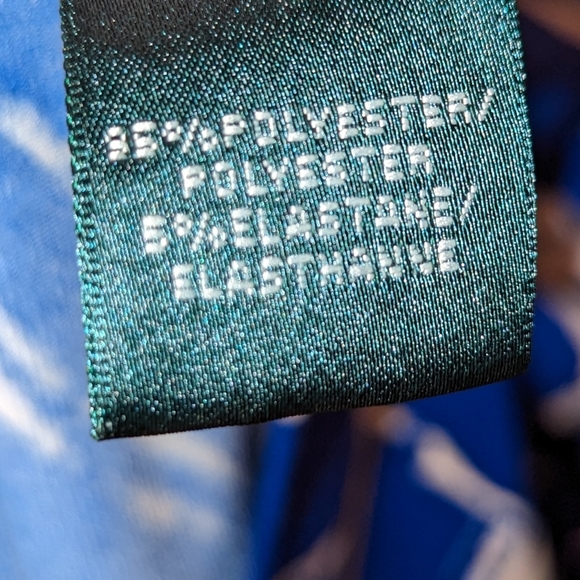 95%POLYESTER/
POLYESTER
5%ELASTANE/
ELASTHANNE